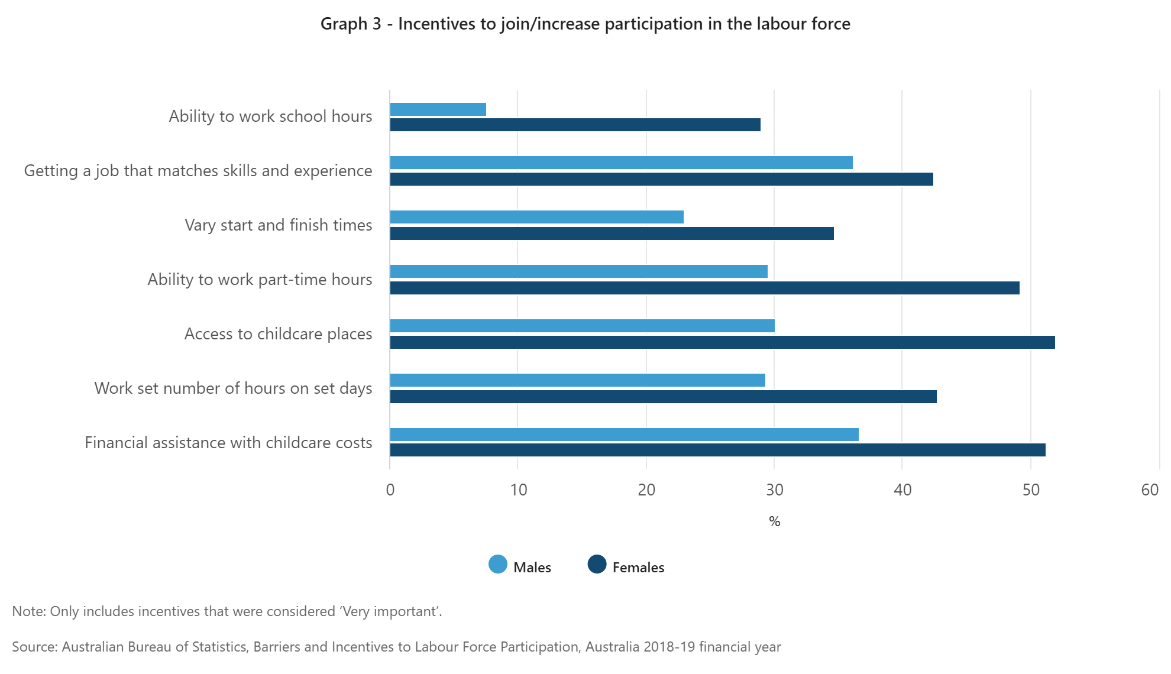 Graph 3 - Incentives to join/increase participation in the labour force
Ability to work school hours
Getting a job that matches skills and experience
Vary start and finish times
Ability to work part-time hours
Access to childcare places
Work set number of hours on set days
Financial assistance with childcare costs
0 10 20 30 40 50 60
%
Males Females
Note: Only includes incentives that were considered ‘Very important’.
Source: Australian Bureau of Statistics, Barriers and Incentives to Labour Force Participation, Australia 2018-19 financial year